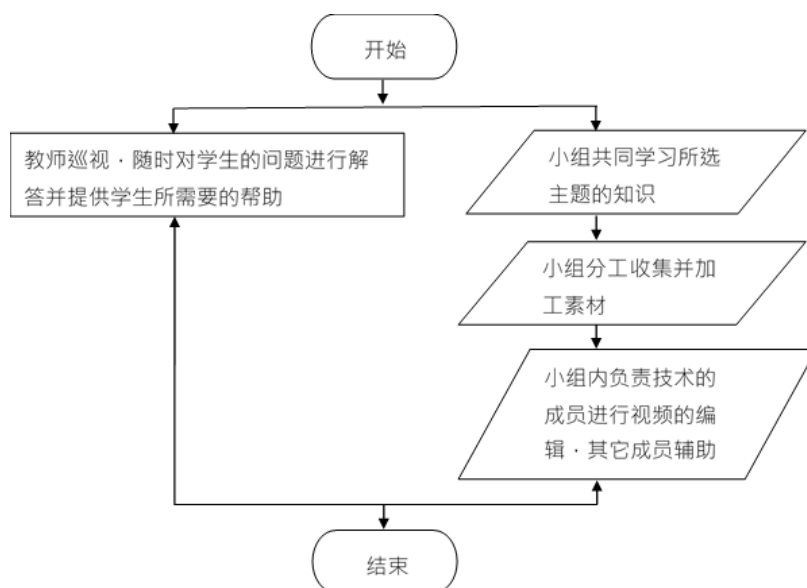 开始
教师巡视·随时对学生的问题进行解
答并提供学生所需要的帮助
小组共同学习所选
主题的知识
小组分工收集并加
工素材
小组内负责技术的
成员进行视频的编
辑·其它成员辅助
结束